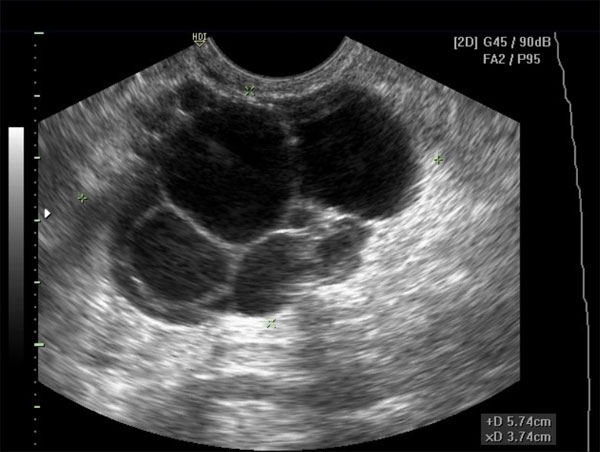 HDI
[2D] G45 / 90dB
FA2 / P95
+D 5.74cm
xD 3.74cm